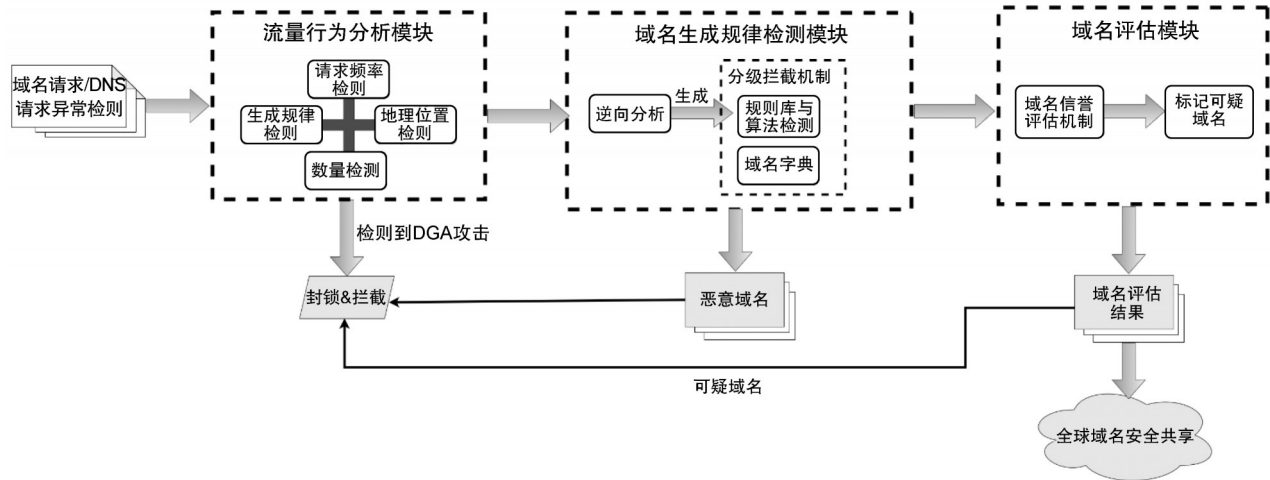 流量行为分析模块
域名生成规律检测模块
域名评估模块
域名请求/DNS
请求异常检则
请求频率
检则
生成规律
检则
地理位置
检则
数量检测
逆向分析
生成
分级拦截机制
规则库与
算法检测
域名字典
域名信誉
评估机制
标记可疑
域名
检则到DGA攻击
封锁&拦截
恶意域名
域名评估
结果
可疑域名
全球域名安全共享